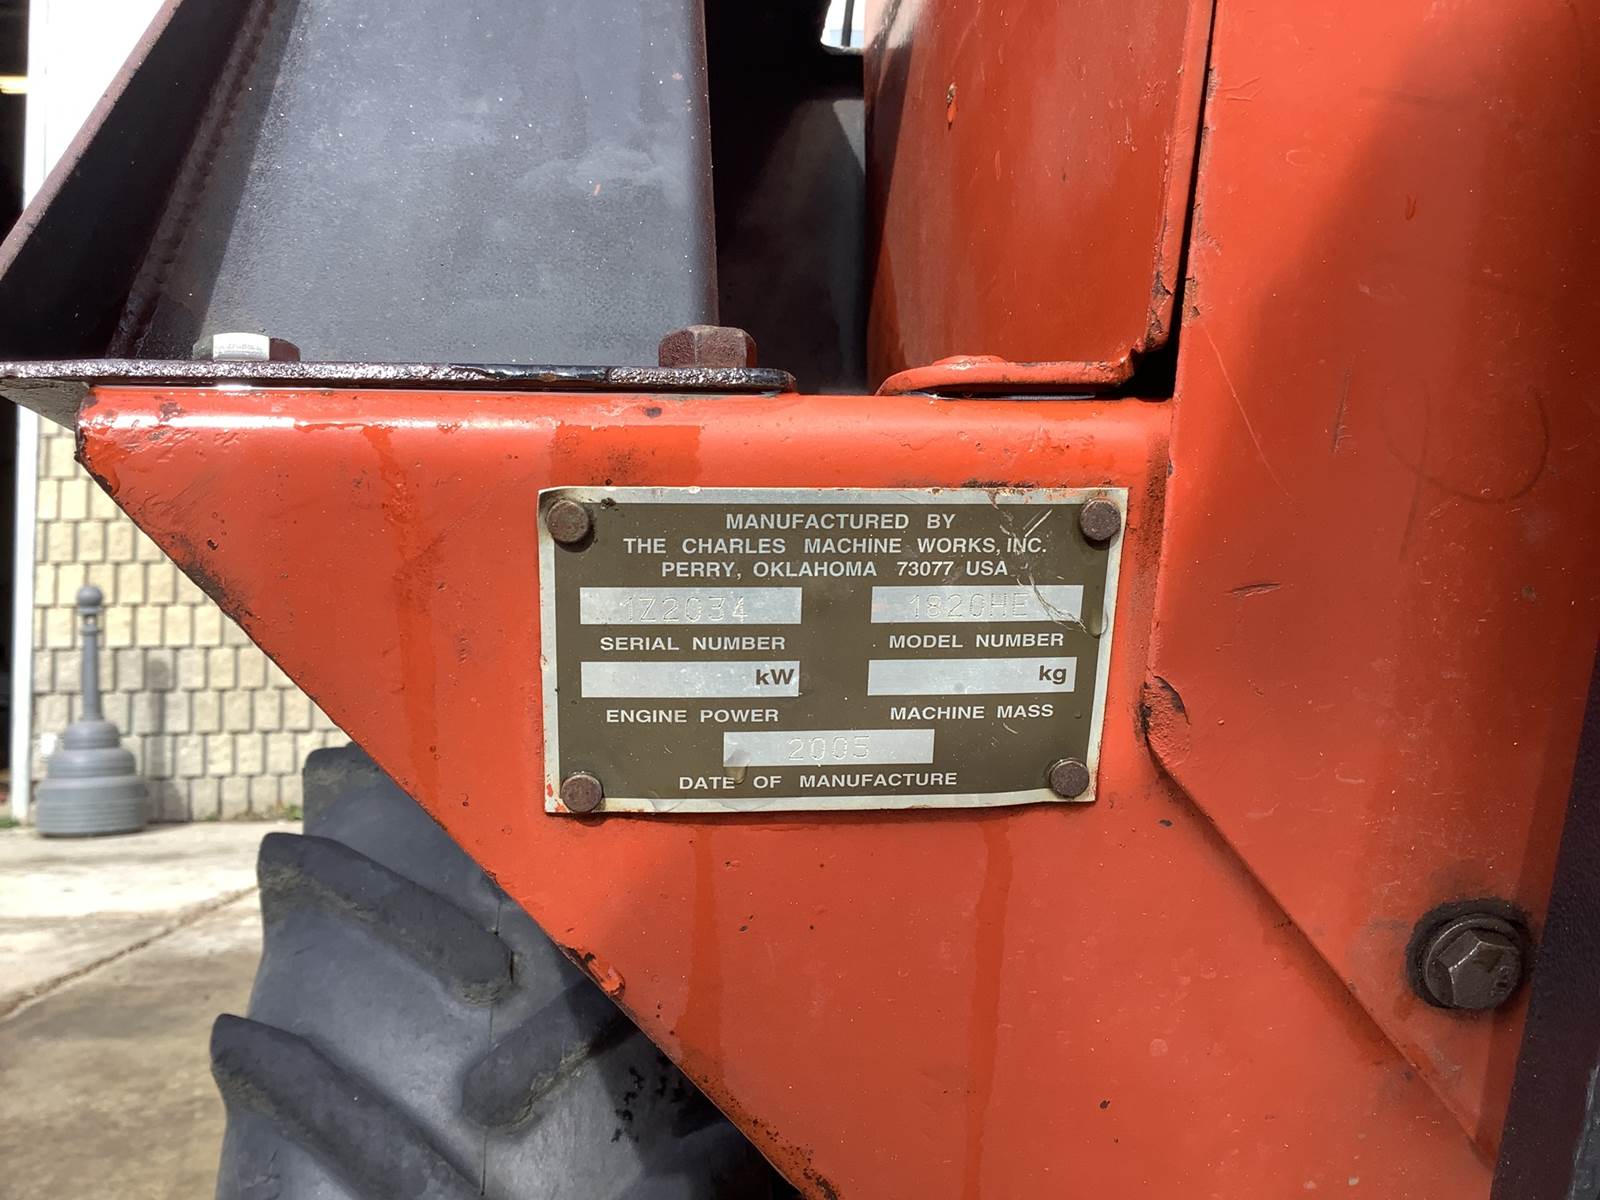 MANUFACTURED BY
THE CHARLES MACHINE WORKS, INC.
PERRY, OKLAHOMA 73077 USA
1Z2034 1820HE
SERIAL NUMBER MODEL NUMBER
kW kg
ENGINE POWER MACHINE MASS
2005
DATE OF MANUFACTURE